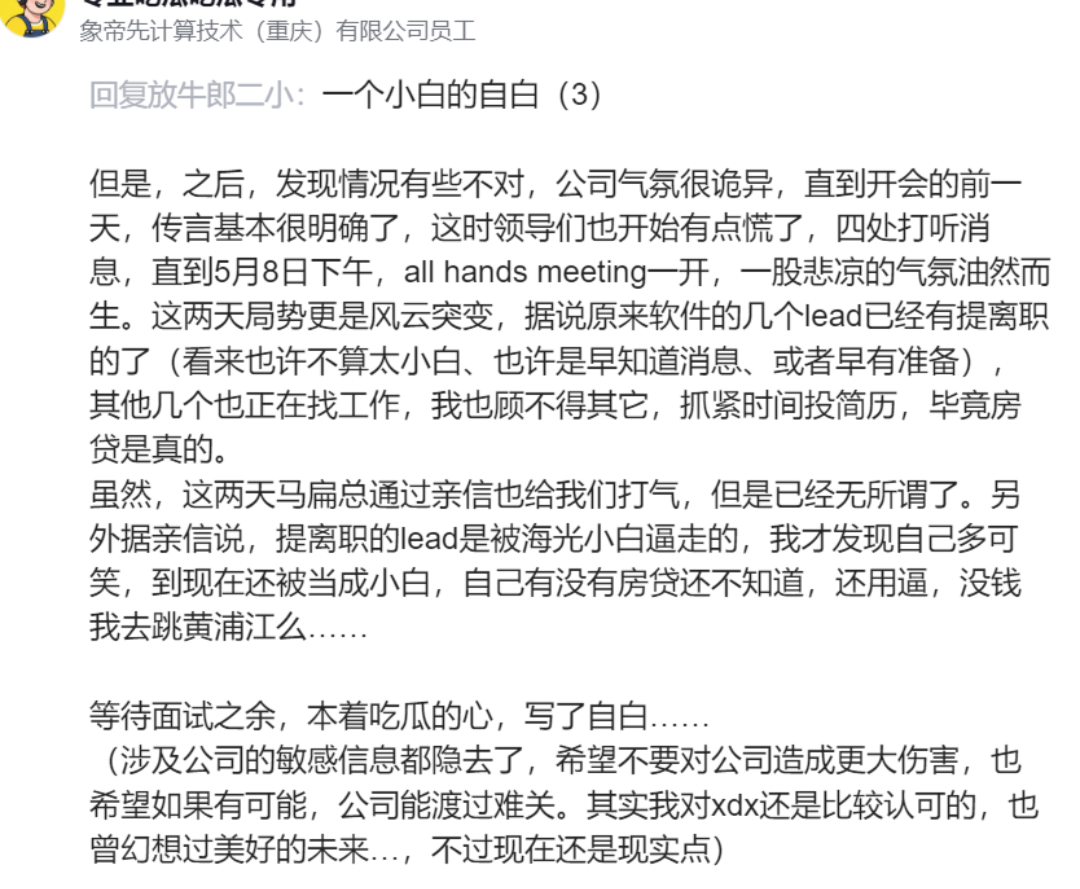 象帝先计算技术（重庆）有限公司员工
回复放牛郎二小：一个小白的自白（3）
但是，之后，发现情况有些不对，公司气氛很诡异，直到开会的前一
天，传言基本很明确了，这时领导们也开始有点慌了，四处打听消
息，直到5月8日下午，all hands meeting一开，一股悲凉的气氛油然而
生。这两天局势更是风云突变，据说原来软件的几个lead已经有提离职
的了（看来也许不算太小白、也许是早知道消息、或者早有准备），
其他几个也正在找工作，我也顾不得其它，抓紧时间投简历，毕竟房
贷是真的。
虽然，这两天马扁总通过亲信也给我们打气，但是已经无所谓了。另
外据亲信说，提离职的lead是被海光小白逼走的，我才发现自己多可
笑，到现在还被当成小白，自己有没有房贷还不知道，还用逼，没钱
我去跳黄浦江么……
等待面试之余，本着吃瓜的心，写了自白……
（涉及公司的敏感信息都隐去了，希望不要对公司造成更大伤害，也
希望如果有可能，公司能渡过难关。其实我对xdx还是比较认可的，也
曾幻想过美好的未来…，不过现在还是现实点）